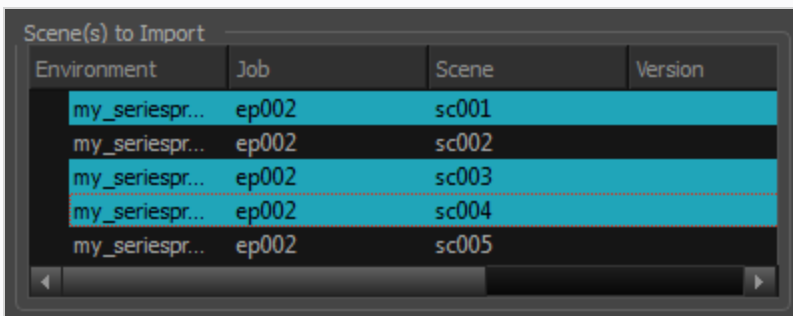 Scene(s) to Import
Environment Job Scene Version
my_seriespr... ep002 sc001
my_seriespr... ep002 sc002
my_seriespr... ep002 sc003
my_seriespr... ep002 sc004
my_seriespr... ep002 sc005